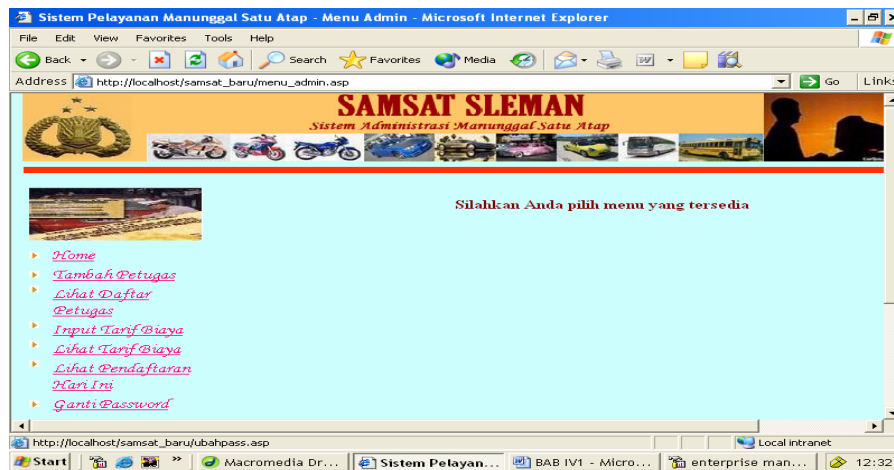 Sistem Pelayanan Manunggal Satu Atap - Menu Admin - Microsoft Internet Explorer
File Edit View Favorites Tools Help
Back Search Favorites Media
Address http://localhost/samsat_baru/menu_admin.asp Go Links
SAMSAT SLEMAN
Sistem Administrasi Manunggal Satu Atap
Silahkan Anda pilih menu yang tersedia
Home
Tambah Petugas
Lihat Daftar
Petugas
Input Tarif Biaya
Lihat Tarif Biaya
Lihat Pendaftaran
Hari Ini
Ganti Password
http://localhost/samsat_baru/ubahpass.asp Local intranet
Start » Macromedia Dr... Sistem Pelayan... BAB IV1 - Micro... enterprise man...